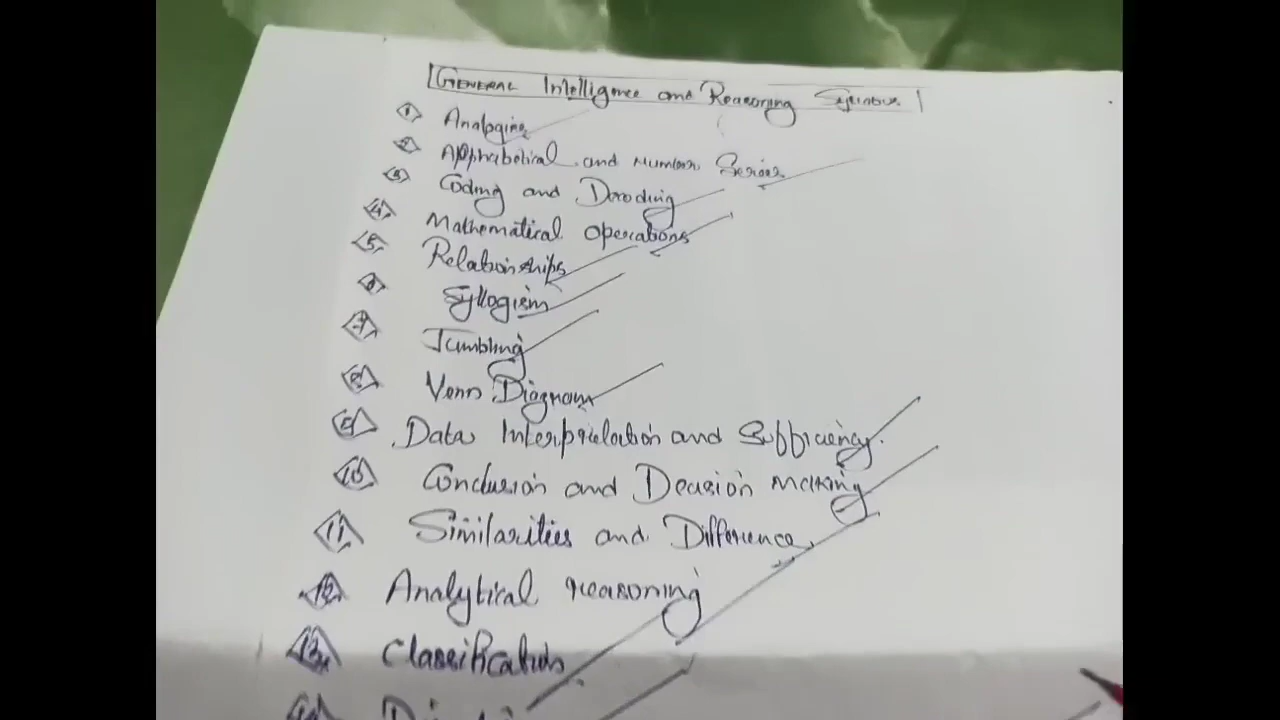 GENERAL Intelligence and Reasoning Syllabus
1 Analogies
2 Alphabetical and Number Series
3 Coding and Decoding
4 Mathematical operations
5 Relationships
6 Syllogism
7 Jumbling
8 Venn Diagram
9 Data Interpretation and Sufficiency.
10 Conclusion and Decision Making
11 Similarities and Difference
12 Analytical reasoning
13 Classification
14